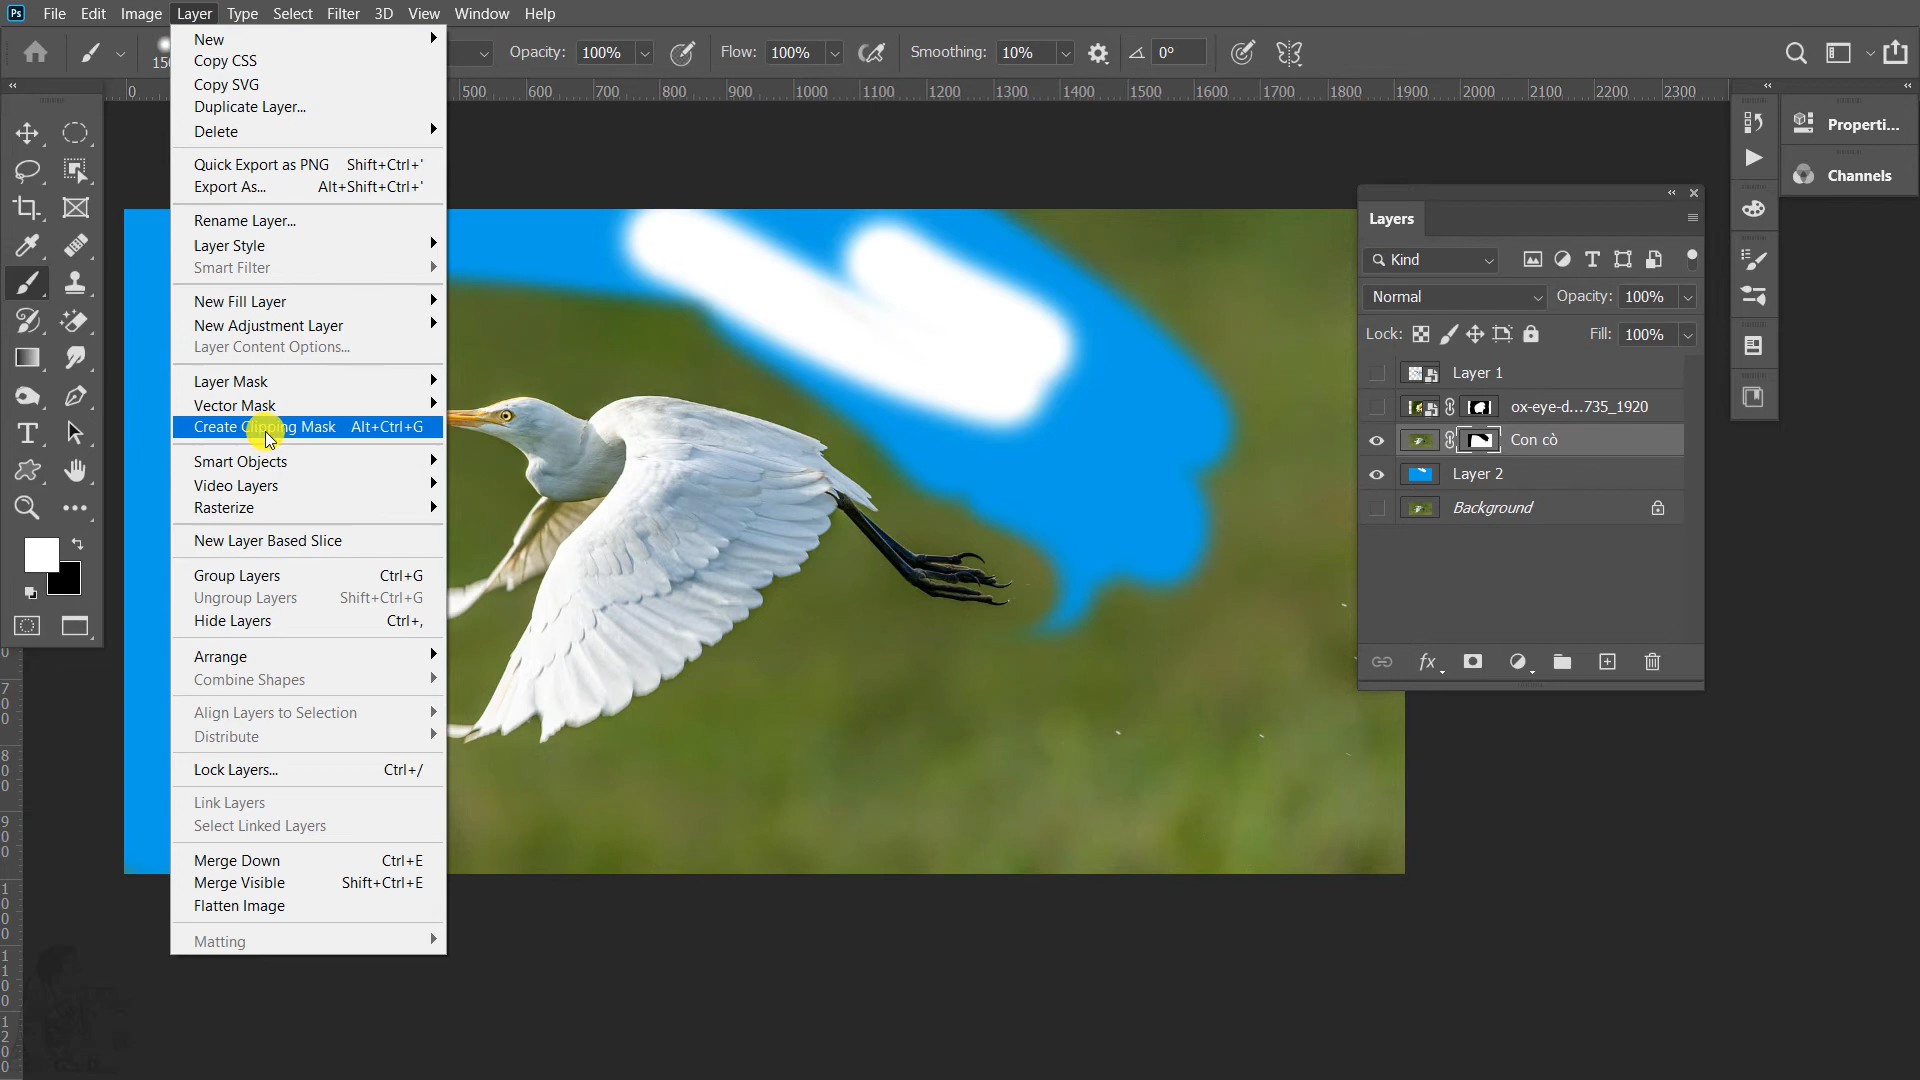 Ps File Edit Image Layer Type Select Filter 3D View Window Help
Opacity: 100% Flow: 100% Smoothing: 10% 0°
0 500 600 700 800 900 1000 1100 1200 1300 1400 1500 1600 1700 1800 1900 2000 2100 2200 2300
New
Copy CSS
Copy SVG
Duplicate Layer...
Delete
Quick Export as PNG Shift+Ctrl+'
Export As... Alt+Shift+Ctrl+'
Rename Layer...
Layer Style
Smart Filter
New Fill Layer
New Adjustment Layer
Layer Content Options...
Layer Mask
Vector Mask
Create Clipping Mask Alt+Ctrl+G
Smart Objects
Video Layers
Rasterize
New Layer Based Slice
Group Layers Ctrl+G
Ungroup Layers Shift+Ctrl+G
Hide Layers Ctrl+,
Arrange
Combine Shapes
Align Layers to Selection
Distribute
Lock Layers... Ctrl+/
Link Layers
Select Linked Layers
Merge Down Ctrl+E
Merge Visible Shift+Ctrl+E
Flatten Image
Matting
Properti...
Channels
Layers
Kind
Normal Opacity: 100%
Lock: Fill: 100%
Layer 1
ox-eye-d...735_1920
Con cò
Layer 2
Background
fx